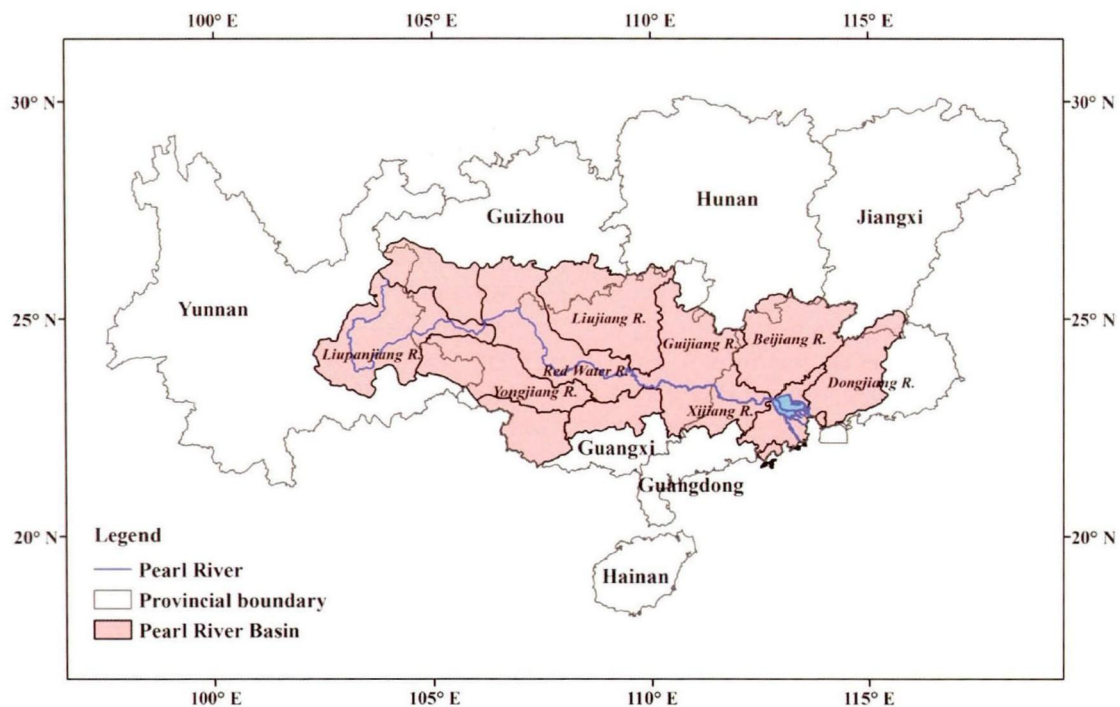 100° E 105° E 110° E 115° E
30° N 30° N
Hunan
Guizhou Jiangxi
Yunnan
25° N 25° N
Liujiang R.
Beijiang R.
Guijiang R.
Liupanjiang R.
Red Water R.
Dongjiang R.
Yongjiang R.
Xijiang R.
Guangxi
Guangdong
20° N 20° N
Legend
Pearl River
Hainan
Provincial boundary
Pearl River Basin
100° E 105° E 110° E 115° E